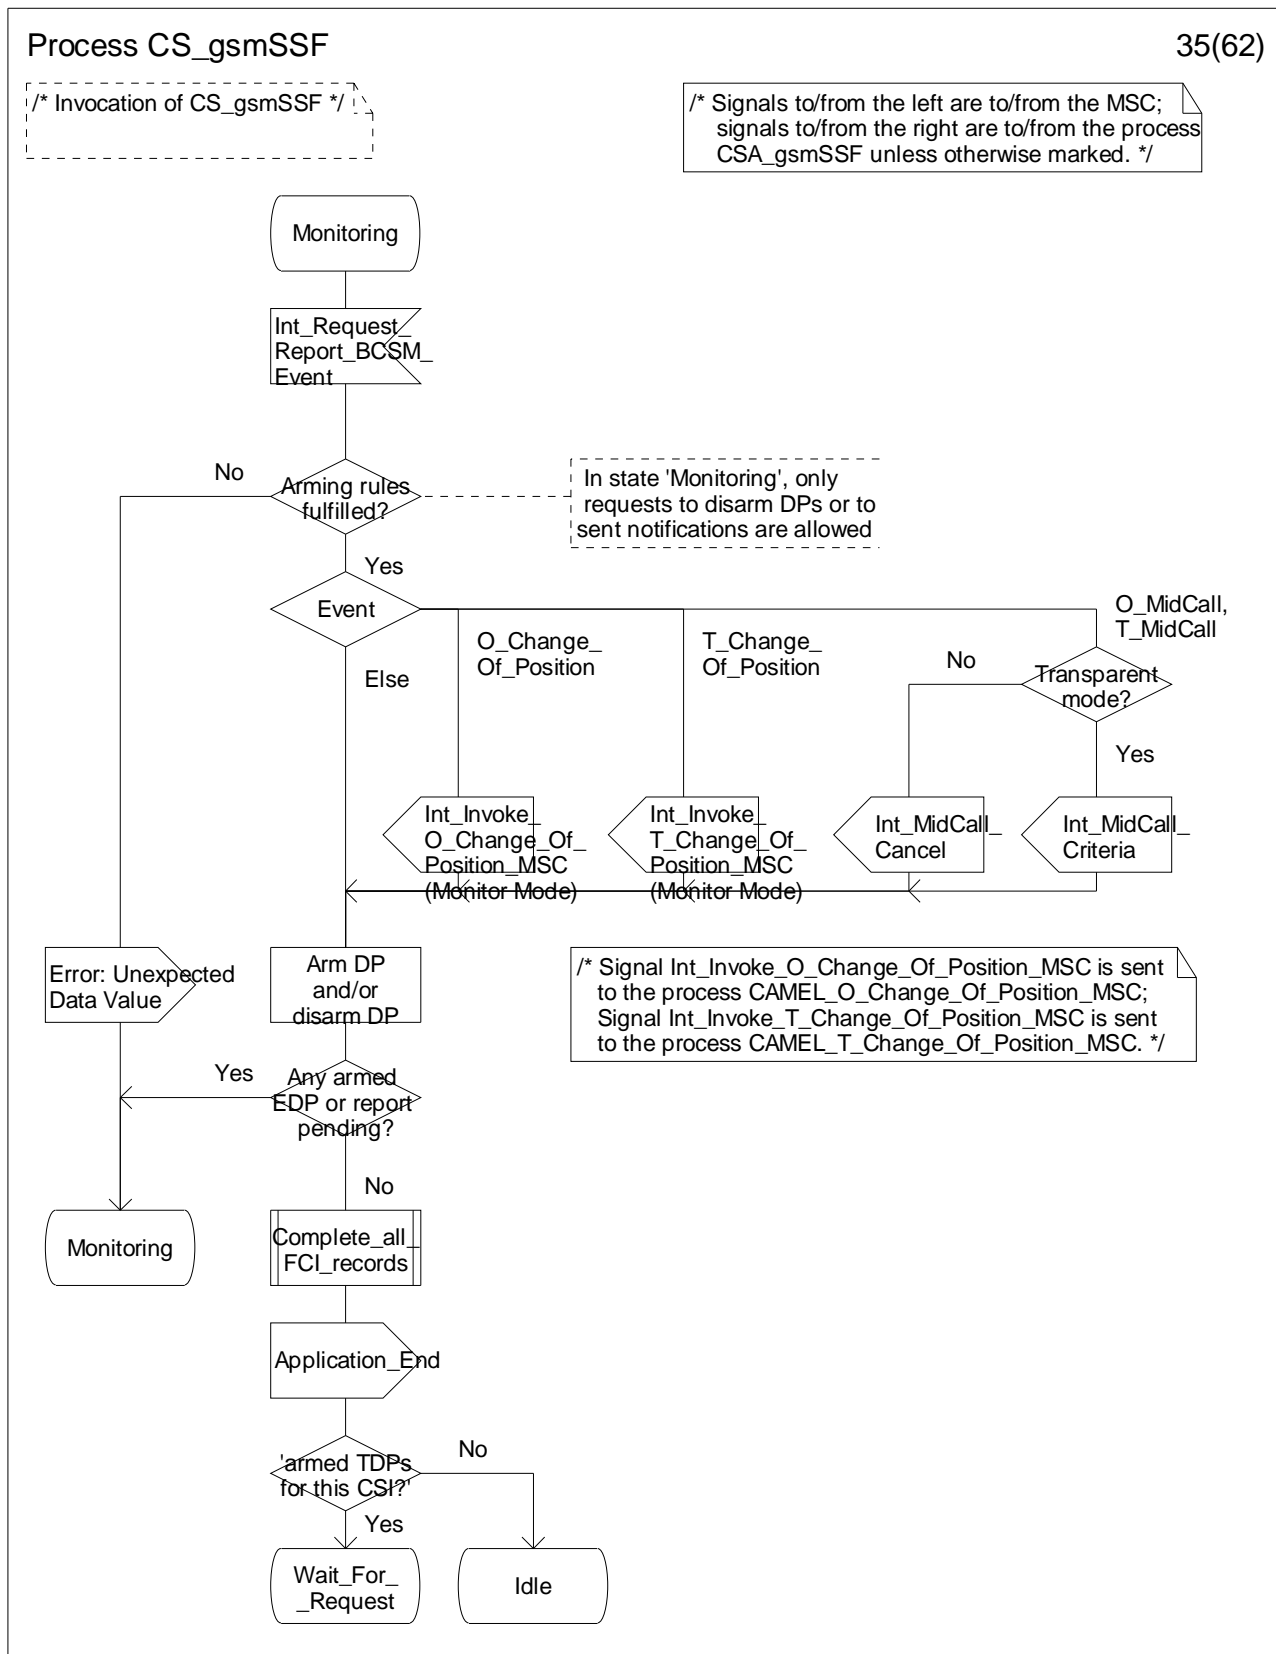 Process CS_gsmSSF
35(62)
/* Invocation of CS_gsmSSF */
/* Signals to/from the left are to/from the MSC;
signals to/from the right are to/from the process
CSA_gsmSSF unless otherwise marked. */
Monitoring
Int_Request_
Report_BCSM_
Event
No
Arming rules
fulfilled?
In state 'Monitoring', only
requests to disarm DPs or to
sent notifications are allowed
Yes
Event
O_Change_
Of_Position
T_Change_
Of_Position
O_MidCall,
T_MidCall
Else
No
Transparent
mode?
Yes
Int_Invoke_
O_Change_Of_
Position_MSC
(Monitor Mode)
Int_Invoke_
T_Change_Of_
Position_MSC
(Monitor Mode)
Int_MidCall_
Cancel
Int_MidCall_
Criteria
Error: Unexpected
Data Value
Arm DP
and/or
disarm DP
/* Signal Int_Invoke_O_Change_Of_Position_MSC is sent
to the process CAMEL_O_Change_Of_Position_MSC;
Signal Int_Invoke_T_Change_Of_Position_MSC is sent
to the process CAMEL_T_Change_Of_Position_MSC. */
Yes
Any armed
EDP or report
pending?
No
Monitoring
Complete_all_
FCI_records
Application_End
'armed TDPs
for this CSI?'
No
Yes
Wait_For_
_Request
Idle